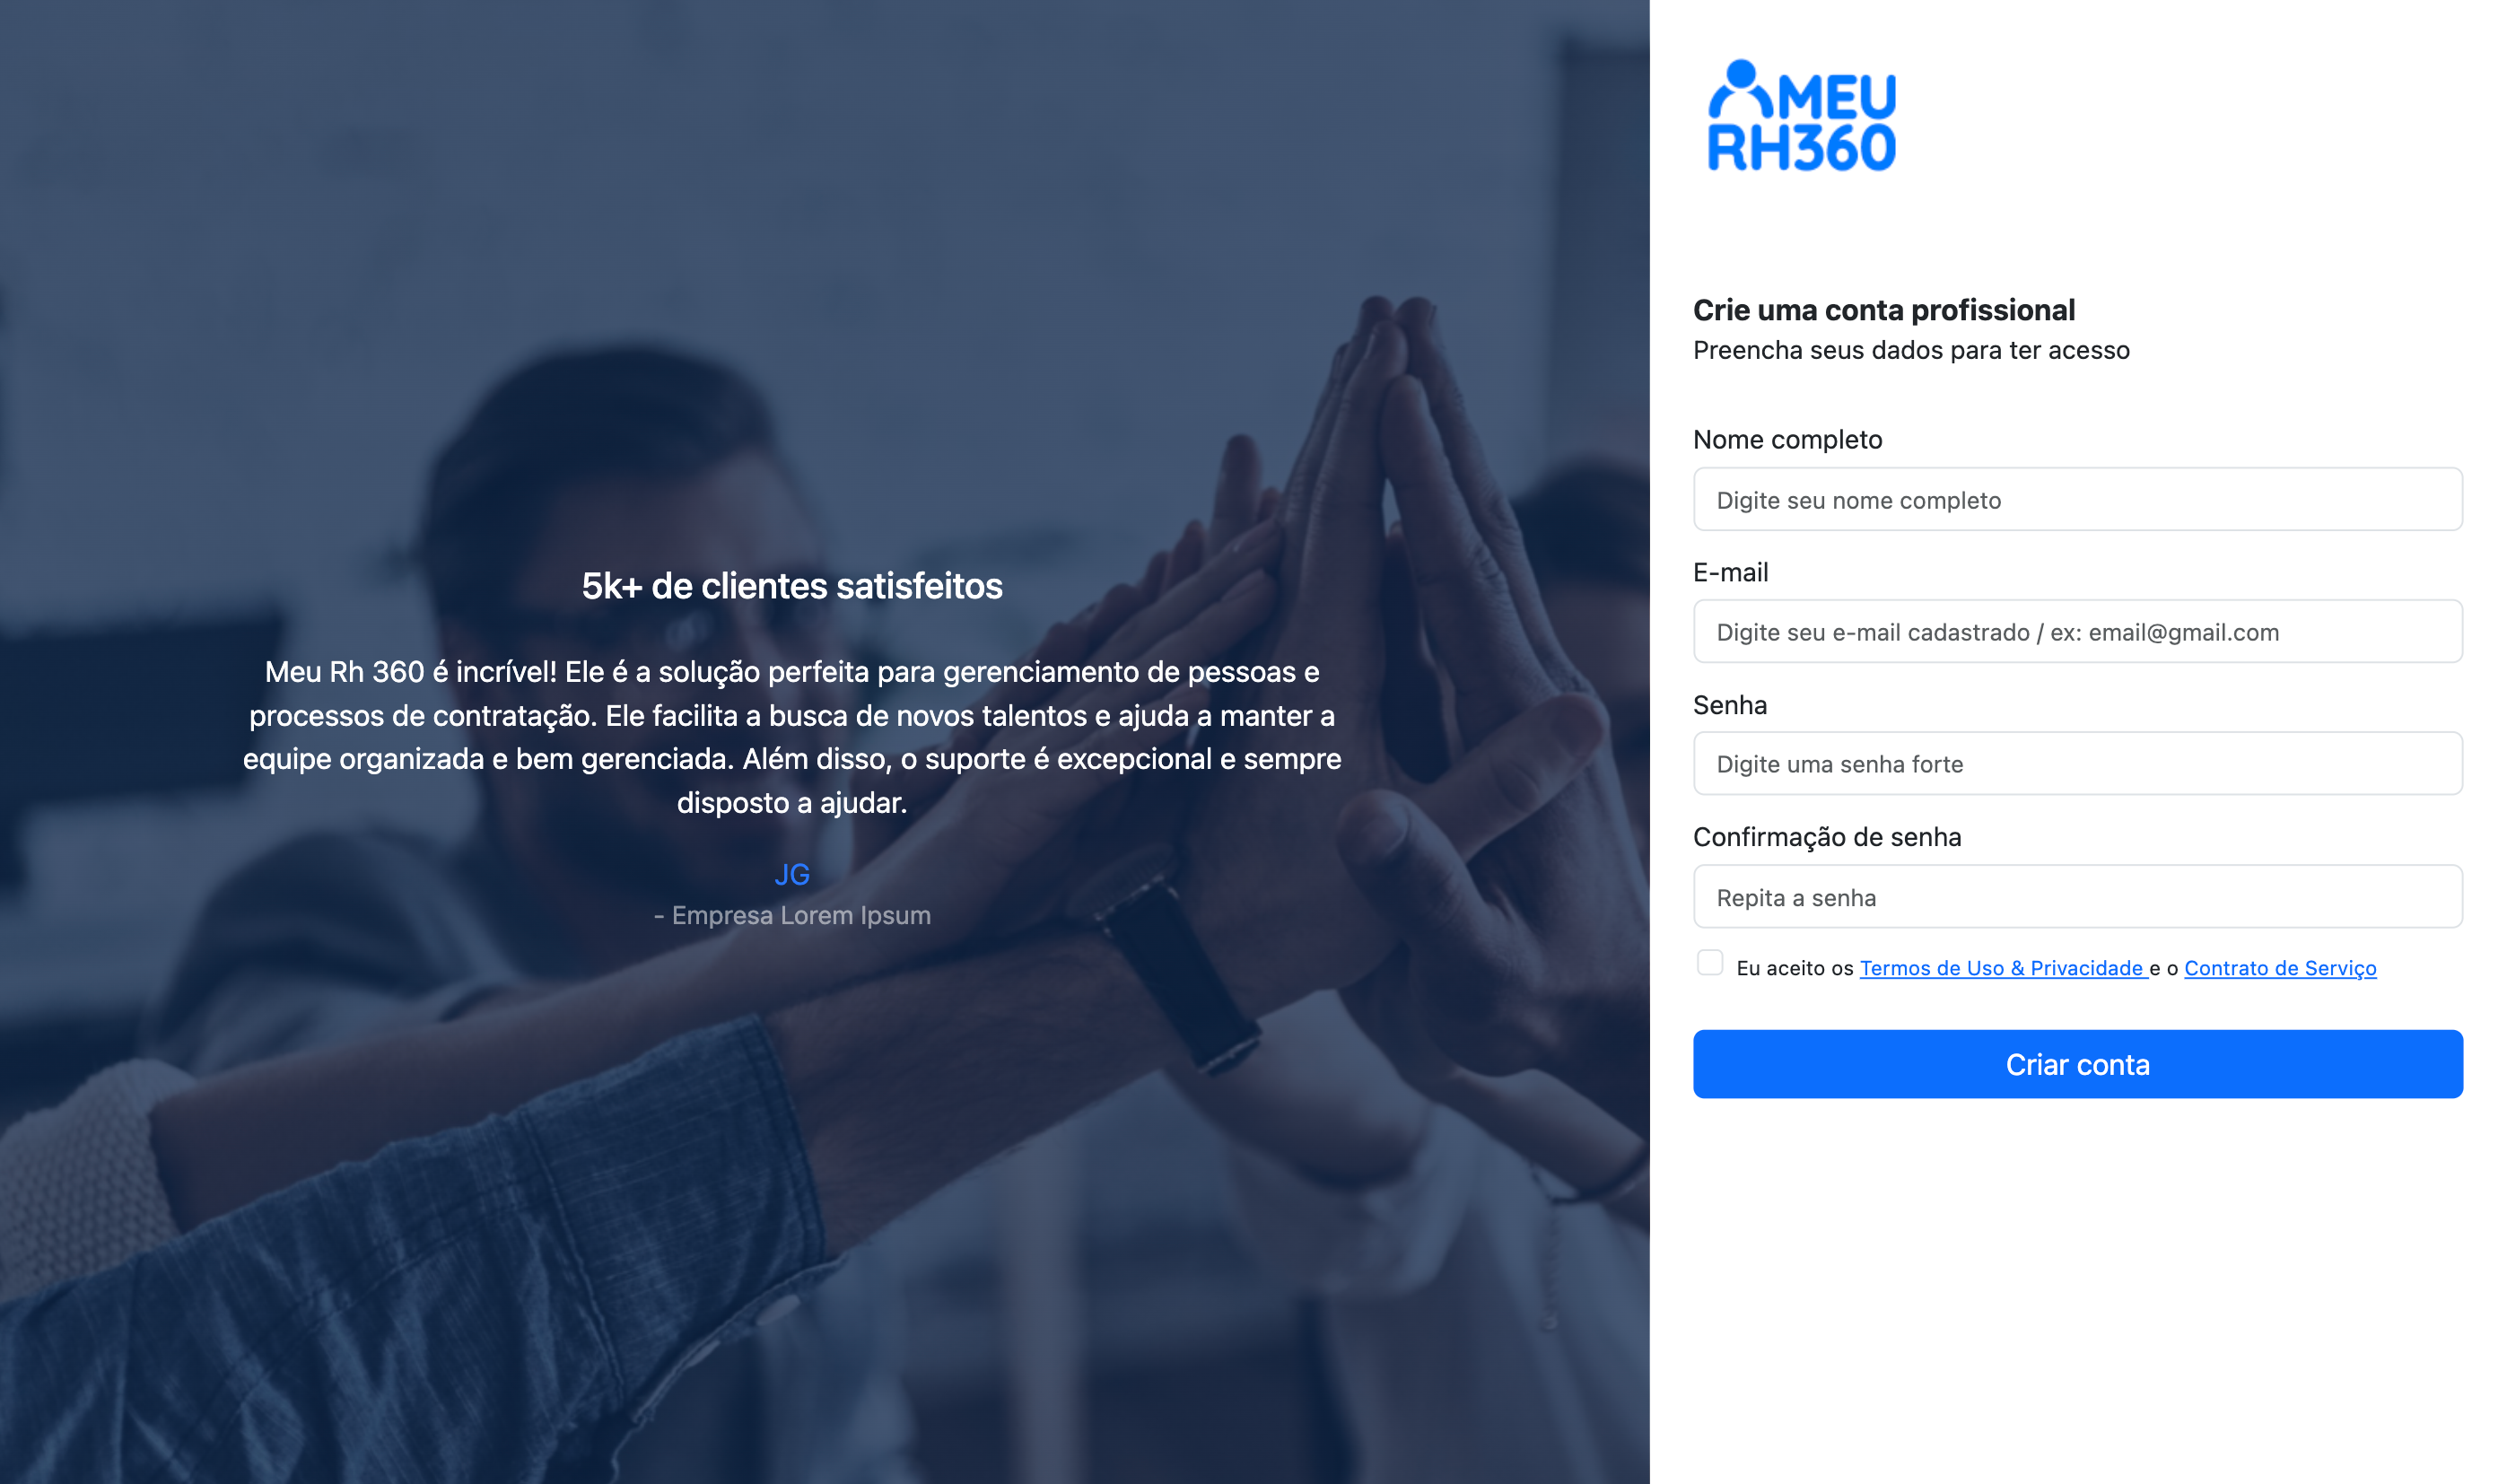 5k+ de clientes satisfeitos
Meu Rh 360 é incrível! Ele é a solução perfeita para gerenciamento de pessoas e
processos de contratação. Ele facilita a busca de novos talentos e ajuda a manter a
equipe organizada e bem gerenciada. Além disso, o suporte é excepcional e sempre
disposto a ajudar.
JG
- Empresa Lorem Ipsum
MEU
RH360
Crie uma conta profissional
Preencha seus dados para ter acesso
Nome completo
Digite seu nome completo
E-mail
Digite seu e-mail cadastrado / ex: email@gmail.com
Senha
Digite uma senha forte
Confirmação de senha
Repita a senha
Eu aceito os Termos de Uso & Privacidade e o Contrato de Serviço
Criar conta